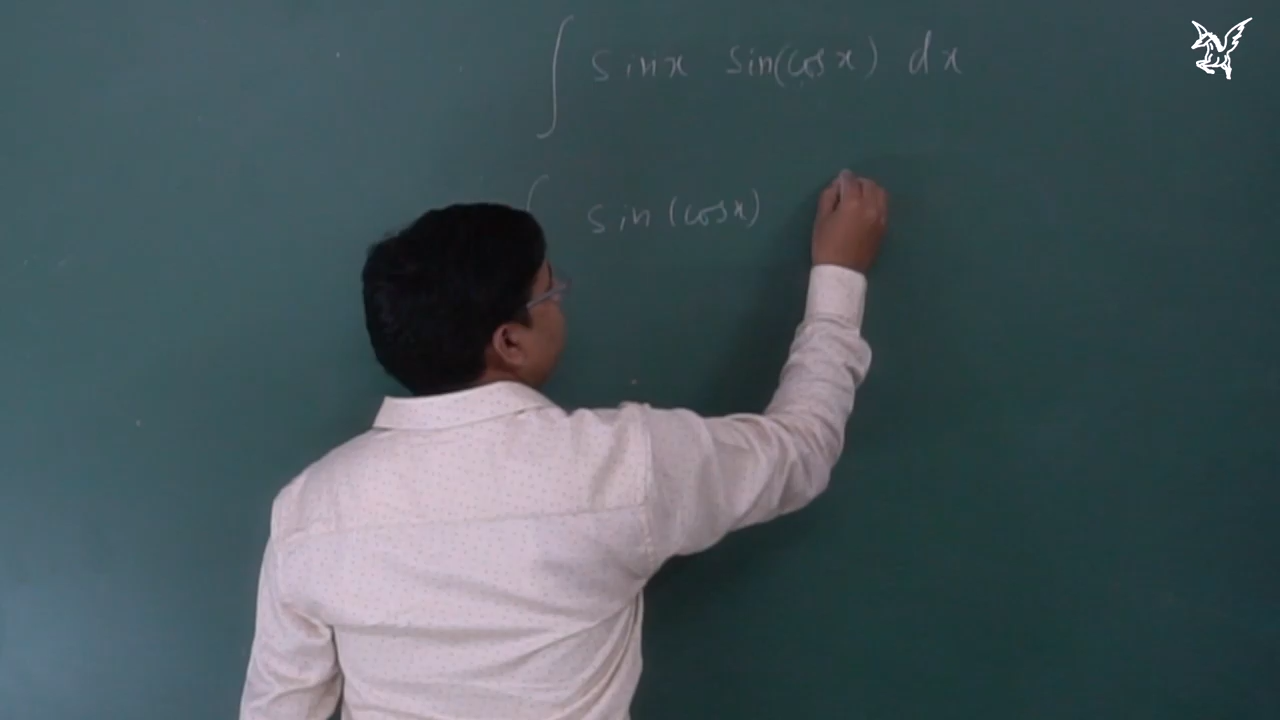 ∫ sinx sin(cosx) dx
∫ sin(cosx)